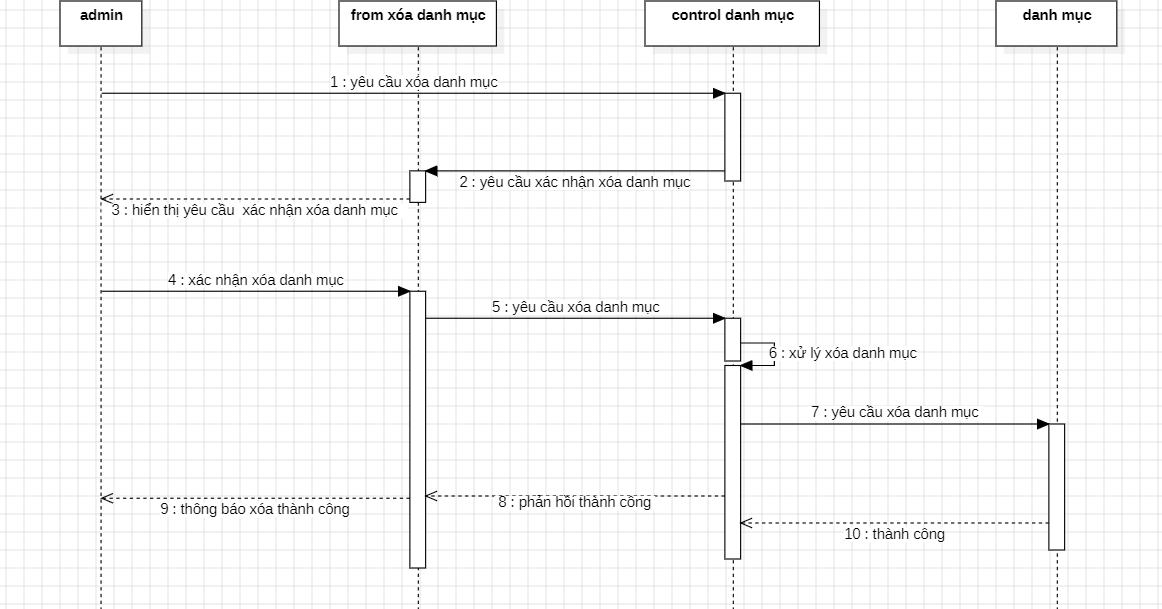 admin
from xóa danh mục
control danh mục
danh mục
1 : yêu cầu xóa danh mục
2 : yêu cầu xác nhận xóa danh mục
3 : hiển thị yêu cầu  xác nhận xóa danh mục
4 : xác nhận xóa danh mục
5 : yêu cầu xóa danh mục
6 : xử lý xóa danh mục
7 : yêu cầu xóa danh mục
8 : phản hồi thành công
9 : thông báo xóa thành công
10 : thành công